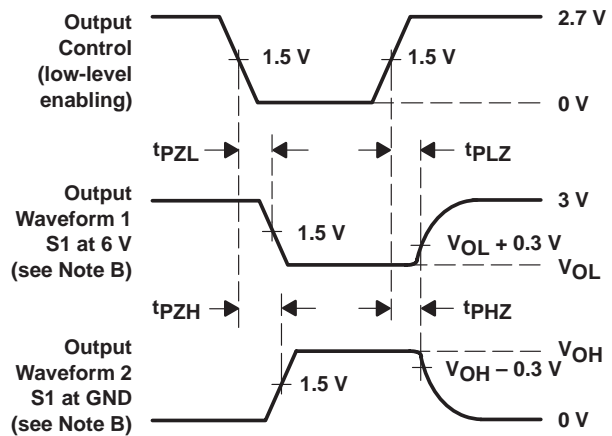 Output
Control
(low-level
enabling)
1.5 V
1.5 V
2.7 V
0 V
tPZL
tPLZ
Output
Waveform 1
S1 at 6 V
(see Note B)
1.5 V
3 V
VOL + 0.3 V
VOL
tPZH
tPHZ
Output
Waveform 2
S1 at GND
(see Note B)
1.5 V
VOH
VOH − 0.3 V
0 V